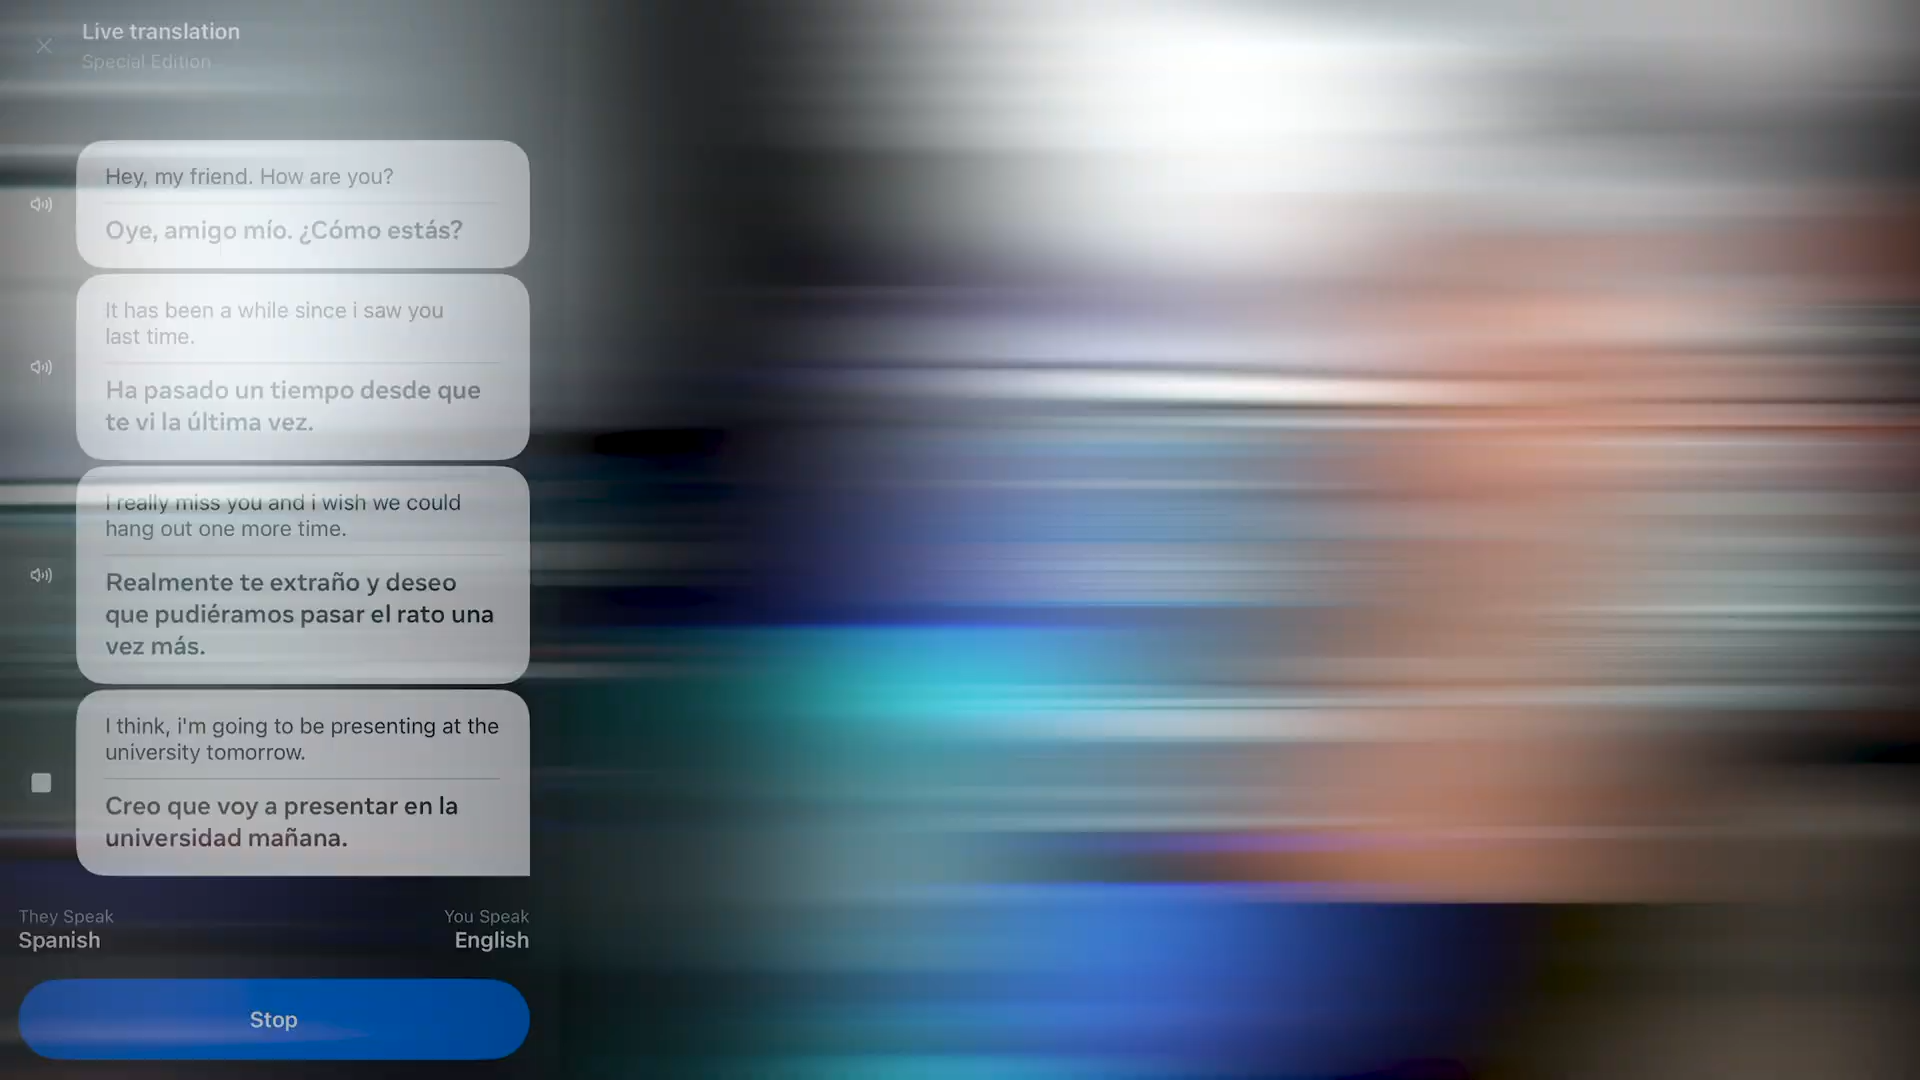 Live translation
Special Edition
Hey, my friend. How are you?
Oye, amigo mío. ¿Cómo estás?
It has been a while since i saw you
last time.
Ha pasado un tiempo desde que
te vi la última vez.
I really miss you and i wish we could
hang out one more time.
Realmente te extraño y deseo
que pudiéramos pasar el rato una
vez más.
I think, i'm going to be presenting at the
university tomorrow.
Creo que voy a presentar en la
universidad mañana.
They Speak
You Speak
Spanish
English
Stop